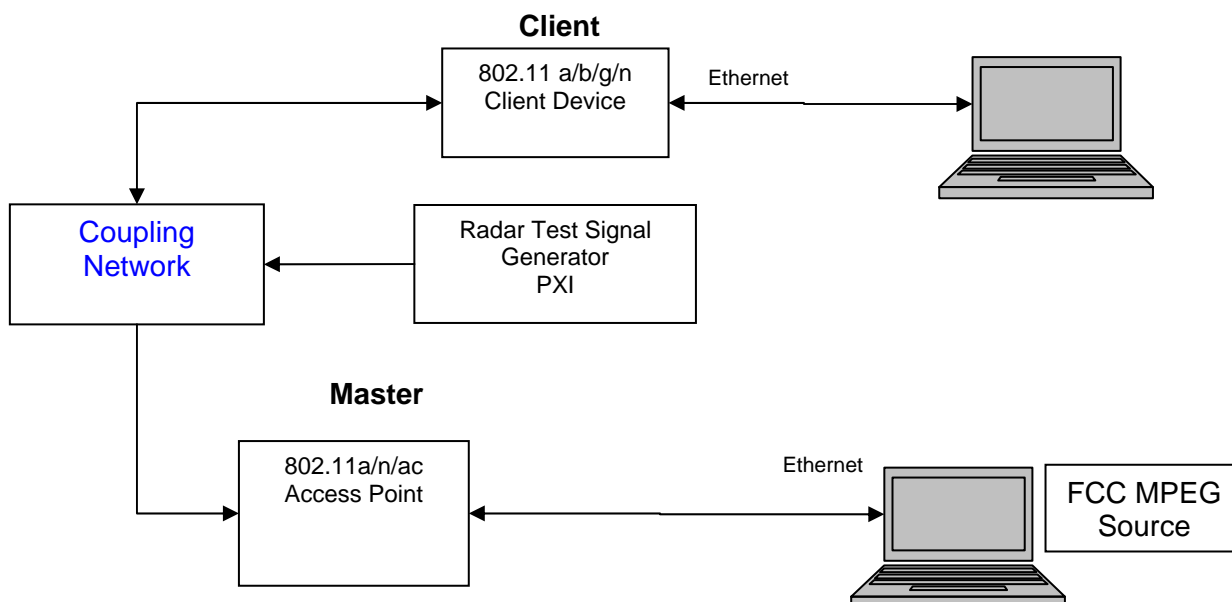 Client
802.11 a/b/g/n
Client Device
Ethernet
Coupling
Network
Radar Test Signal
Generator
PXI
Master
802.11a/n/ac
Access Point
Ethernet
FCC MPEG
Source